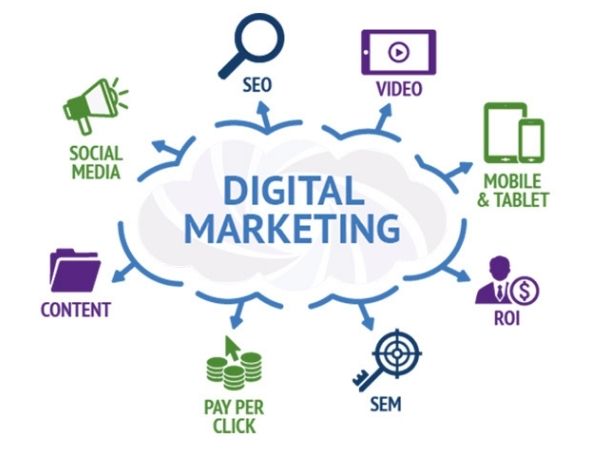 SEO
VIDEO
SOCIAL
MEDIA
MOBILE
& TABLET
DIGITAL
MARKETING
CONTENT
ROI
PAY PER
CLICK
SEM
$